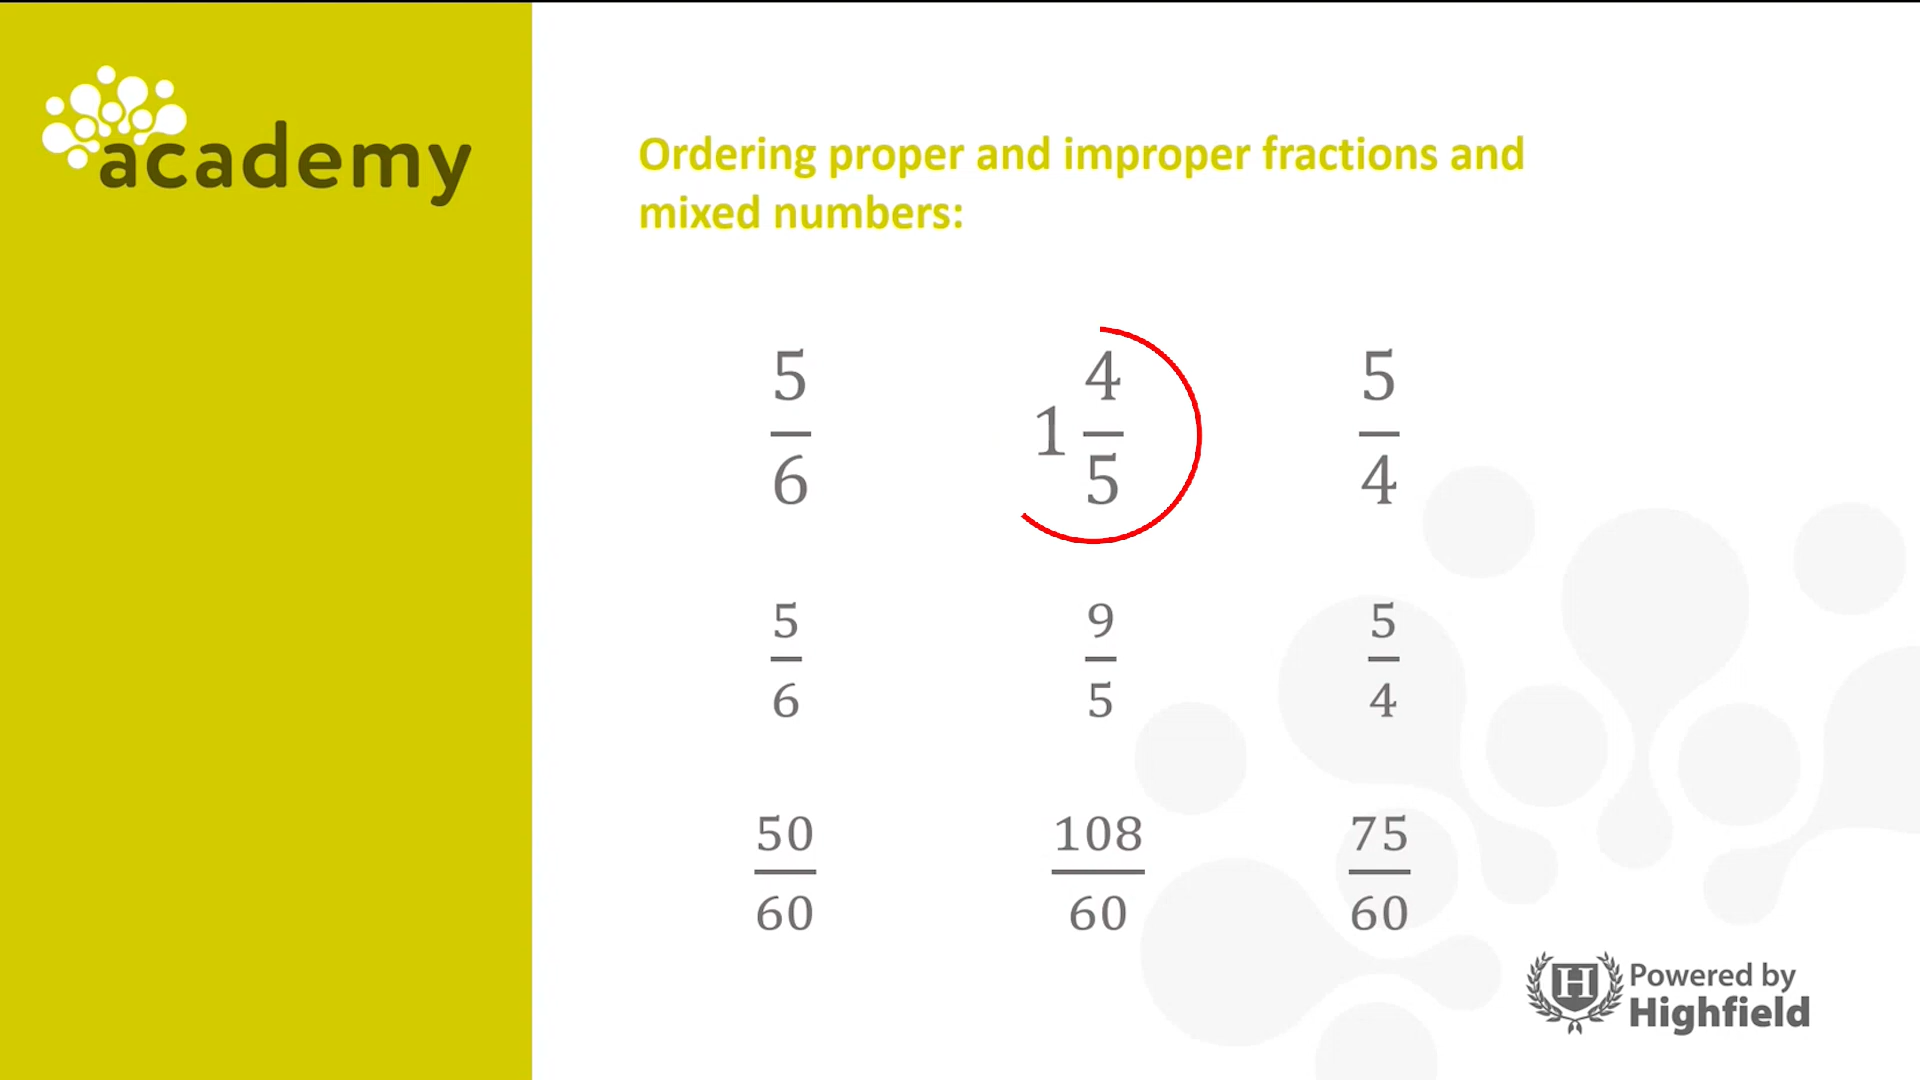 academy
Ordering proper and improper fractions and
mixed numbers:
5/6 1 4/5 5/4
5/6 9/5 5/4
50/60 108/60 75/60
H Powered by
Highfield